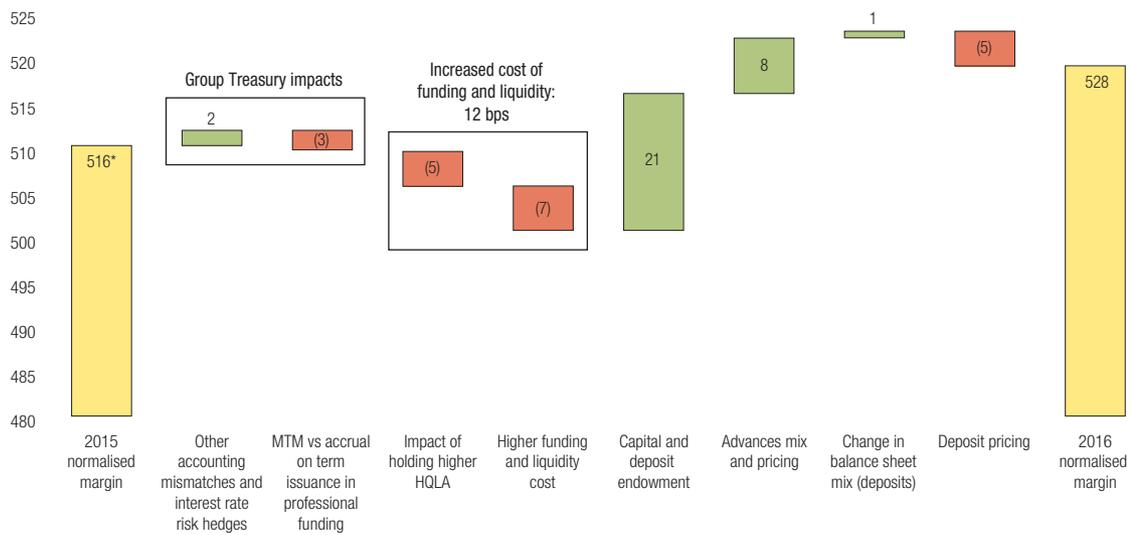 525
520
515
510
505
500
495
490
485
480
516*
Group Treasury impacts
2
(3)
Increased cost of
funding and liquidity:
12 bps
(5)
(7)
21
8
1
(5)
528
2015
normalised
margin
Other
accounting
mismatches and
interest rate
risk hedges
MTM vs accrual
on term
issuance in
professional
funding
Impact of
holding higher
HQLA
Higher funding
and liquidity
cost
Capital and
deposit
endowment
Advances mix
and pricing
Change in
balance sheet
mix (deposits)
Deposit pricing
2016
normalised
margin